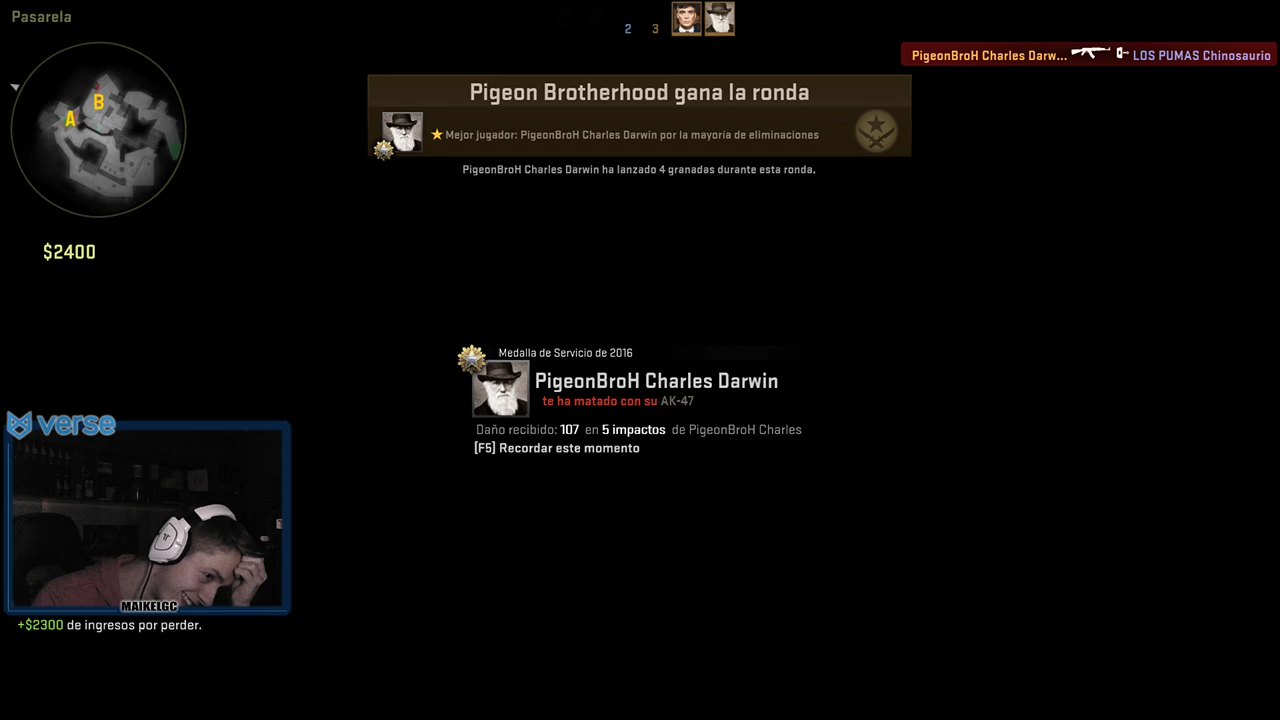 Pasarela
2 3
PigeonBroH Charles Darw... LOS PUMAS Chinosaurio
Pigeon Brotherhood gana la ronda
Mejor jugador: PigeonBroH Charles Darwin por la mayoría de eliminaciones
PigeonBroH Charles Darwin ha lanzado 4 granadas durante esta ronda.
A
B
$2400
Medalla de Servicio de 2016
PigeonBroH Charles Darwin
te ha matado con su AK-47
Daño recibido: 107 en 5 impactos de PigeonBroH Charles
[F5] Recordar este momento
verse
MAIKELGC
+$2300 de ingresos por perder.